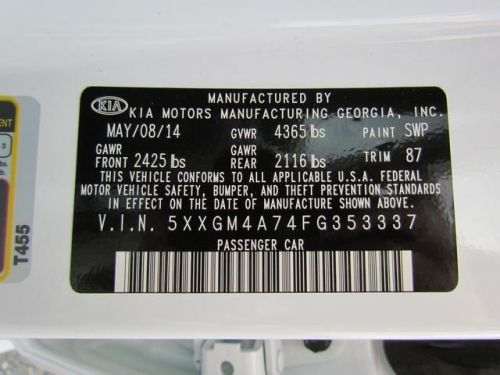 MANUFACTURED BY
KIA KIA MOTORS MANUFACTURING GEORGIA, INC.
MAY/08/14 GVWR 4365 lbs PAINT SWP
GAWR GAWR
FRONT 2425 lbs REAR 2116 lbs TRIM 87
THIS VEHICLE CONFORMS TO ALL APPLICABLE U.S.A. FEDERAL
MOTOR VEHICLE SAFETY, BUMPER, AND THEFT PREVENTION STANDARDS
IN EFFECT ON THE DATE OF MANUFACTURE SHOWN ABOVE.
V.I.N. 5XXGM4A74FG353337
PASSENGER CAR
T455